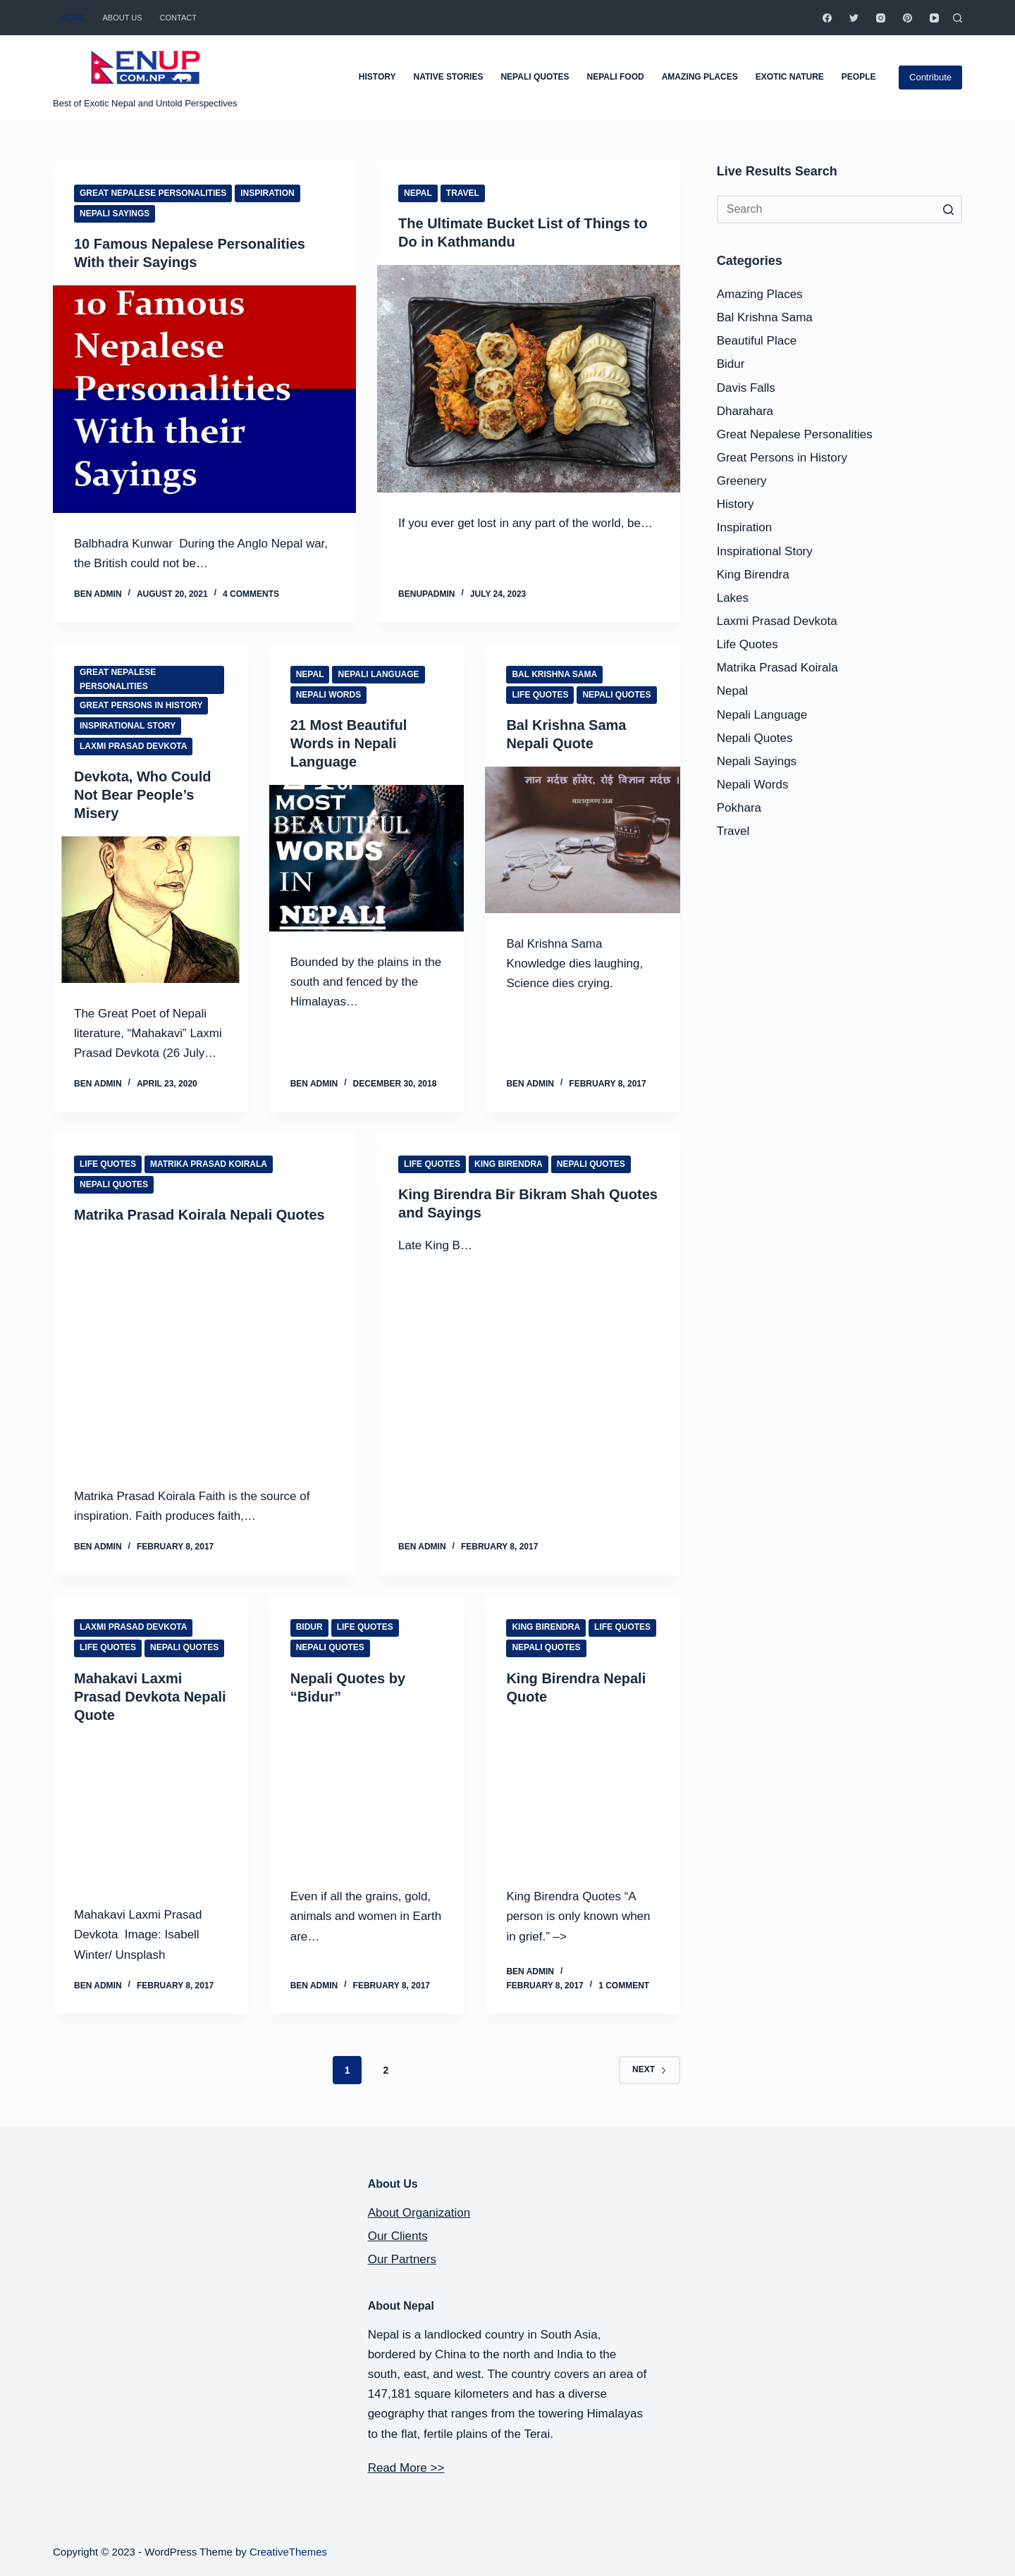 HOME
ABOUT US
CONTACT
BENUP
COM.NP
Best of Exotic Nepal and Untold Perspectives
HISTORY
NATIVE STORIES
NEPALI QUOTES
NEPALI FOOD
AMAZING PLACES
EXOTIC NATURE
PEOPLE
Contribute
GREAT NEPALESE PERSONALITIES
INSPIRATION
NEPALI SAYINGS
10 Famous Nepalese Personalities
With their Sayings
10 Famous
Nepalese
Personalities
With their
Sayings
Balbhadra Kunwar  During the Anglo Nepal war,
the British could not be…
BEN ADMIN / AUGUST 20, 2021 / 4 COMMENTS
NEPAL
TRAVEL
The Ultimate Bucket List of Things to
Do in Kathmandu
If you ever get lost in any part of the world, be…
BENUPADMIN / JULY 24, 2023
GREAT NEPALESE
PERSONALITIES
GREAT PERSONS IN HISTORY
INSPIRATIONAL STORY
LAXMI PRASAD DEVKOTA
Devkota, Who Could
Not Bear People’s
Misery
The Great Poet of Nepali
literature, “Mahakavi” Laxmi
Prasad Devkota (26 July…
BEN ADMIN / APRIL 23, 2020
NEPAL
NEPALI LANGUAGE
NEPALI WORDS
21 Most Beautiful
Words in Nepali
Language
MOST
BEAUTIFUL
WORDS
IN
NEPALI
Bounded by the plains in the
south and fenced by the
Himalayas…
BEN ADMIN / DECEMBER 30, 2018
BAL KRISHNA SAMA
LIFE QUOTES
NEPALI QUOTES
Bal Krishna Sama
Nepali Quote
ज्ञान मर्दछ हाँसेर, रोई विज्ञान मर्दछ ।
बालकृष्ण सम
Bal Krishna Sama
Knowledge dies laughing,
Science dies crying.
BEN ADMIN / FEBRUARY 8, 2017
LIFE QUOTES
MATRIKA PRASAD KOIRALA
NEPALI QUOTES
Matrika Prasad Koirala Nepali Quotes
Matrika Prasad Koirala Faith is the source of
inspiration. Faith produces faith,…
BEN ADMIN / FEBRUARY 8, 2017
LIFE QUOTES
KING BIRENDRA
NEPALI QUOTES
King Birendra Bir Bikram Shah Quotes
and Sayings
Late King B…
BEN ADMIN / FEBRUARY 8, 2017
LAXMI PRASAD DEVKOTA
LIFE QUOTES
NEPALI QUOTES
Mahakavi Laxmi
Prasad Devkota Nepali
Quote
Mahakavi Laxmi Prasad
Devkota  Image: Isabell
Winter/ Unsplash
BEN ADMIN / FEBRUARY 8, 2017
BIDUR
LIFE QUOTES
NEPALI QUOTES
Nepali Quotes by
“Bidur”
Even if all the grains, gold,
animals and women in Earth
are…
BEN ADMIN / FEBRUARY 8, 2017
KING BIRENDRA
LIFE QUOTES
NEPALI QUOTES
King Birendra Nepali
Quote
King Birendra Quotes “A
person is only known when
in grief.” –>
BEN ADMIN /
FEBRUARY 8, 2017 / 1 COMMENT
1
2
NEXT
Live Results Search
Search
Categories
Amazing Places
Bal Krishna Sama
Beautiful Place
Bidur
Davis Falls
Dharahara
Great Nepalese Personalities
Great Persons in History
Greenery
History
Inspiration
Inspirational Story
King Birendra
Lakes
Laxmi Prasad Devkota
Life Quotes
Matrika Prasad Koirala
Nepal
Nepali Language
Nepali Quotes
Nepali Sayings
Nepali Words
Pokhara
Travel
About Us
About Organization
Our Clients
Our Partners
About Nepal
Nepal is a landlocked country in South Asia,
bordered by China to the north and India to the
south, east, and west. The country covers an area of
147,181 square kilometers and has a diverse
geography that ranges from the towering Himalayas
to the flat, fertile plains of the Terai.
Read More >>
Copyright © 2023 - WordPress Theme by CreativeThemes